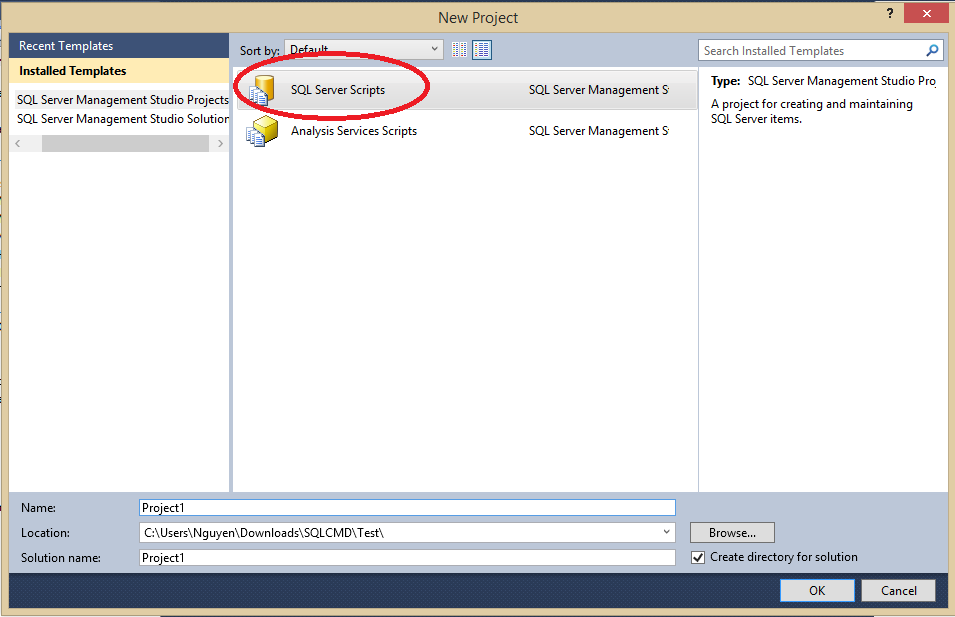 New Project
?
Recent Templates
Installed Templates
SQL Server Management Studio Projects
SQL Server Management Studio Solution
Sort by: Default
SQL Server Scripts SQL Server Management S
Analysis Services Scripts SQL Server Management S
Search Installed Templates
Type: SQL Server Management Studio Pro
A project for creating and maintaining
SQL Server items.
Name: Project1
Location: C:\Users\Nguyen\Downloads\SQLCMD\Test\ Browse...
Solution name: Project1 Create directory for solution
OK Cancel